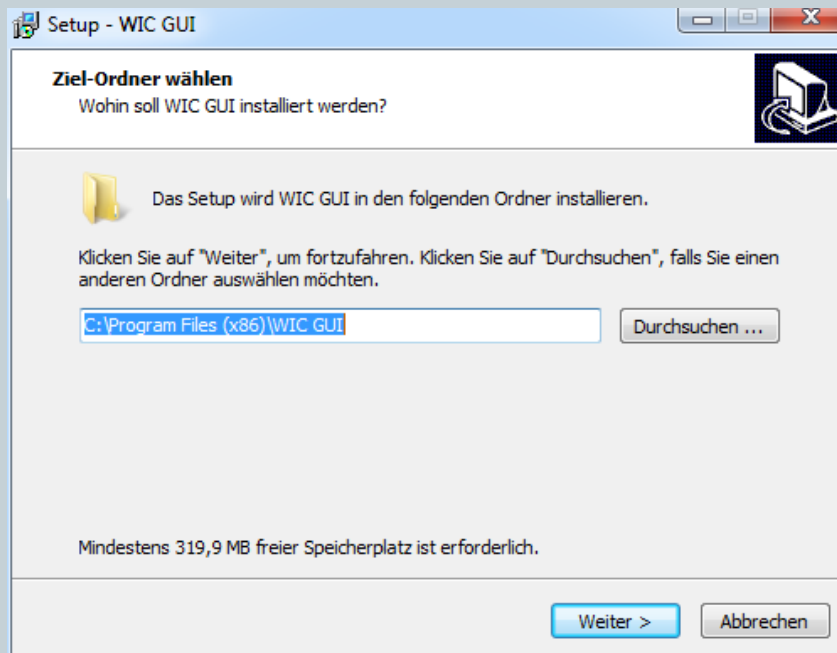 Setup - WIC GUI
Ziel-Ordner wählen
Wohin soll WIC GUI installiert werden?
Das Setup wird WIC GUI in den folgenden Ordner installieren.
Klicken Sie auf "Weiter", um fortzufahren. Klicken Sie auf "Durchsuchen", falls Sie einen
anderen Ordner auswählen möchten.
C:\Program Files (x86)\WIC GUI
Durchsuchen ...
Mindestens 319,9 MB freier Speicherplatz ist erforderlich.
Weiter >
Abbrechen